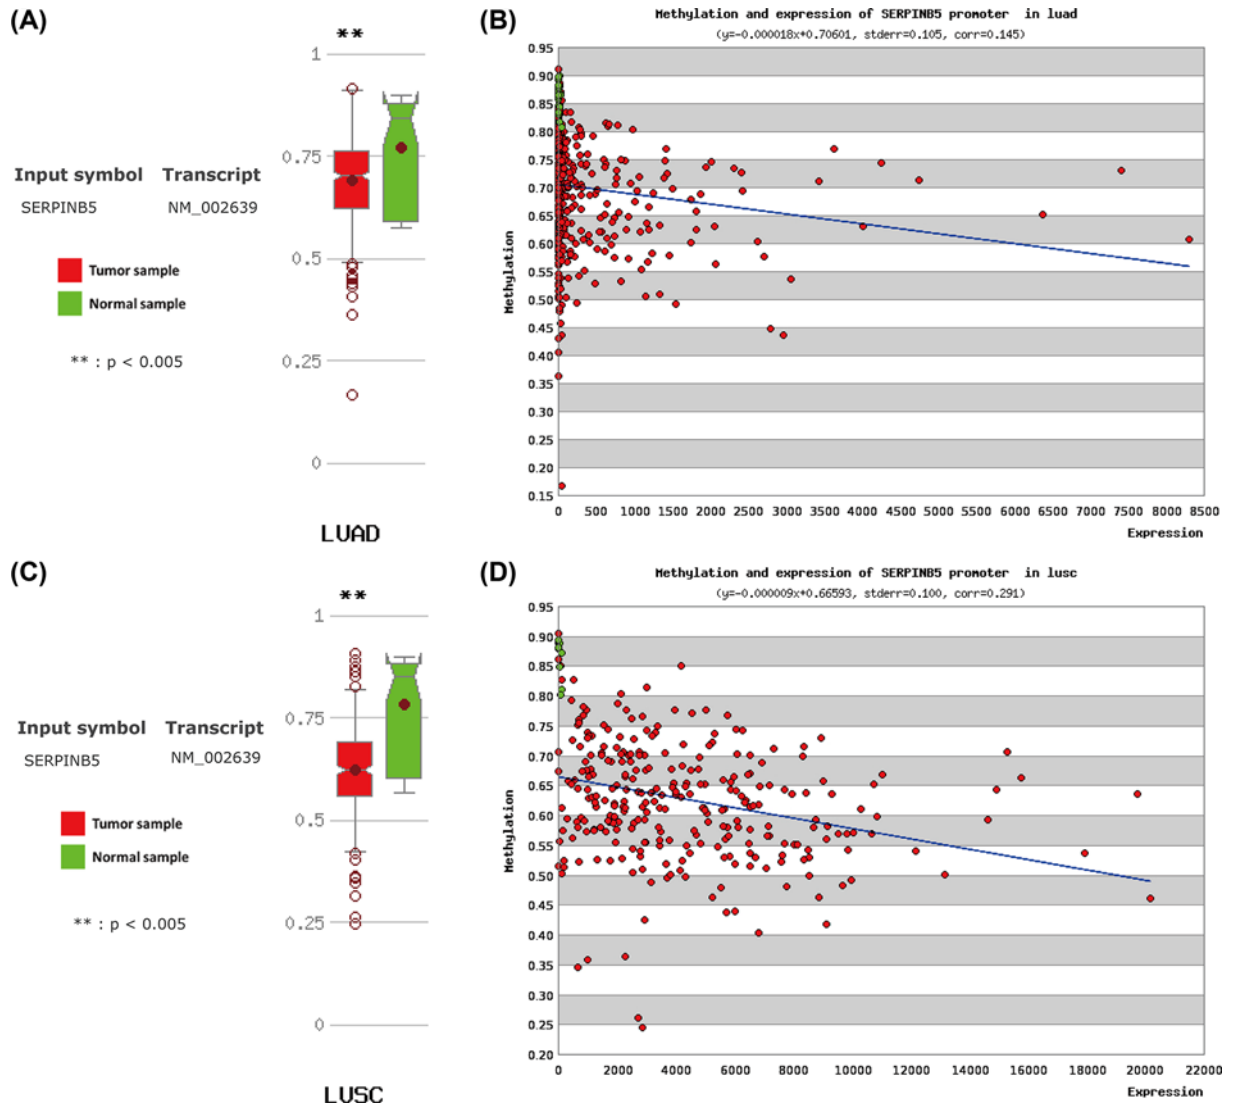 (A)
**
1
0.75
0.5
0.25
0
Input symbol Transcript
SERPINB5 NM_002639
Tumor sample
Normal sample
** : p < 0.005
LUAD
(B)
Methylation and expression of SERPINB5 promoter in luad
(y=-0.000018x+0.70601, stderr=0.105, corr=0.145)
Methylation
0.95
0.90
0.85
0.80
0.75
0.70
0.65
0.60
0.55
0.50
0.45
0.40
0.35
0.30
0.25
0.20
0.15
0 500 1000 1500 2000 2500 3000 3500 4000 4500 5000 5500 6000 6500 7000 7500 8000 8500
Expression
(C)
**
1
0.75
0.5
0.25
0
Input symbol Transcript
SERPINB5 NM_002639
Tumor sample
Normal sample
** : p < 0.005
LUSC
(D)
Methylation and expression of SERPINB5 promoter in lusc
(y=-0.000009x+0.66593, stderr=0.100, corr=0.291)
Methylation
0.95
0.90
0.85
0.80
0.75
0.70
0.65
0.60
0.55
0.50
0.45
0.40
0.35
0.30
0.25
0.20
0 2000 4000 6000 8000 10000 12000 14000 16000 18000 20000 22000
Expression